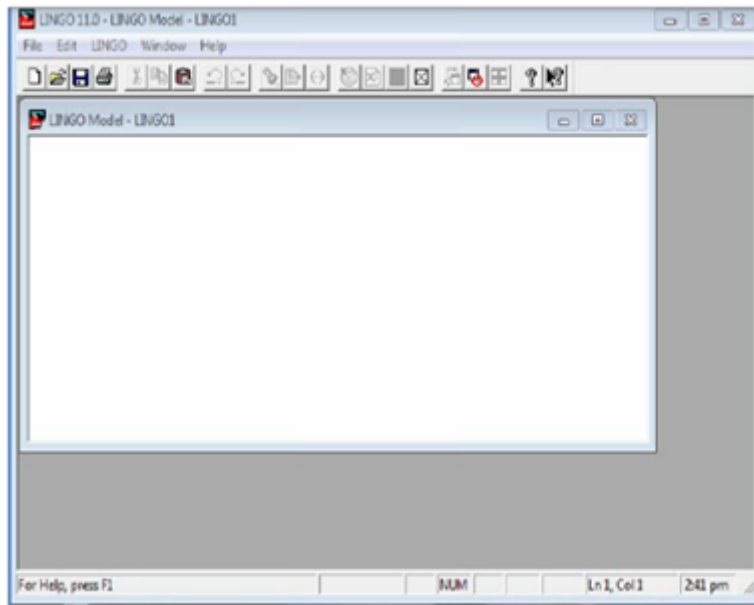 LINGO 11.0 - LINGO Model - LINGO1
File Edit LINGO Window Help
LINGO Model - LINGO1
For Help, press F1 NUM Ln 1, Col 1 2:41 pm